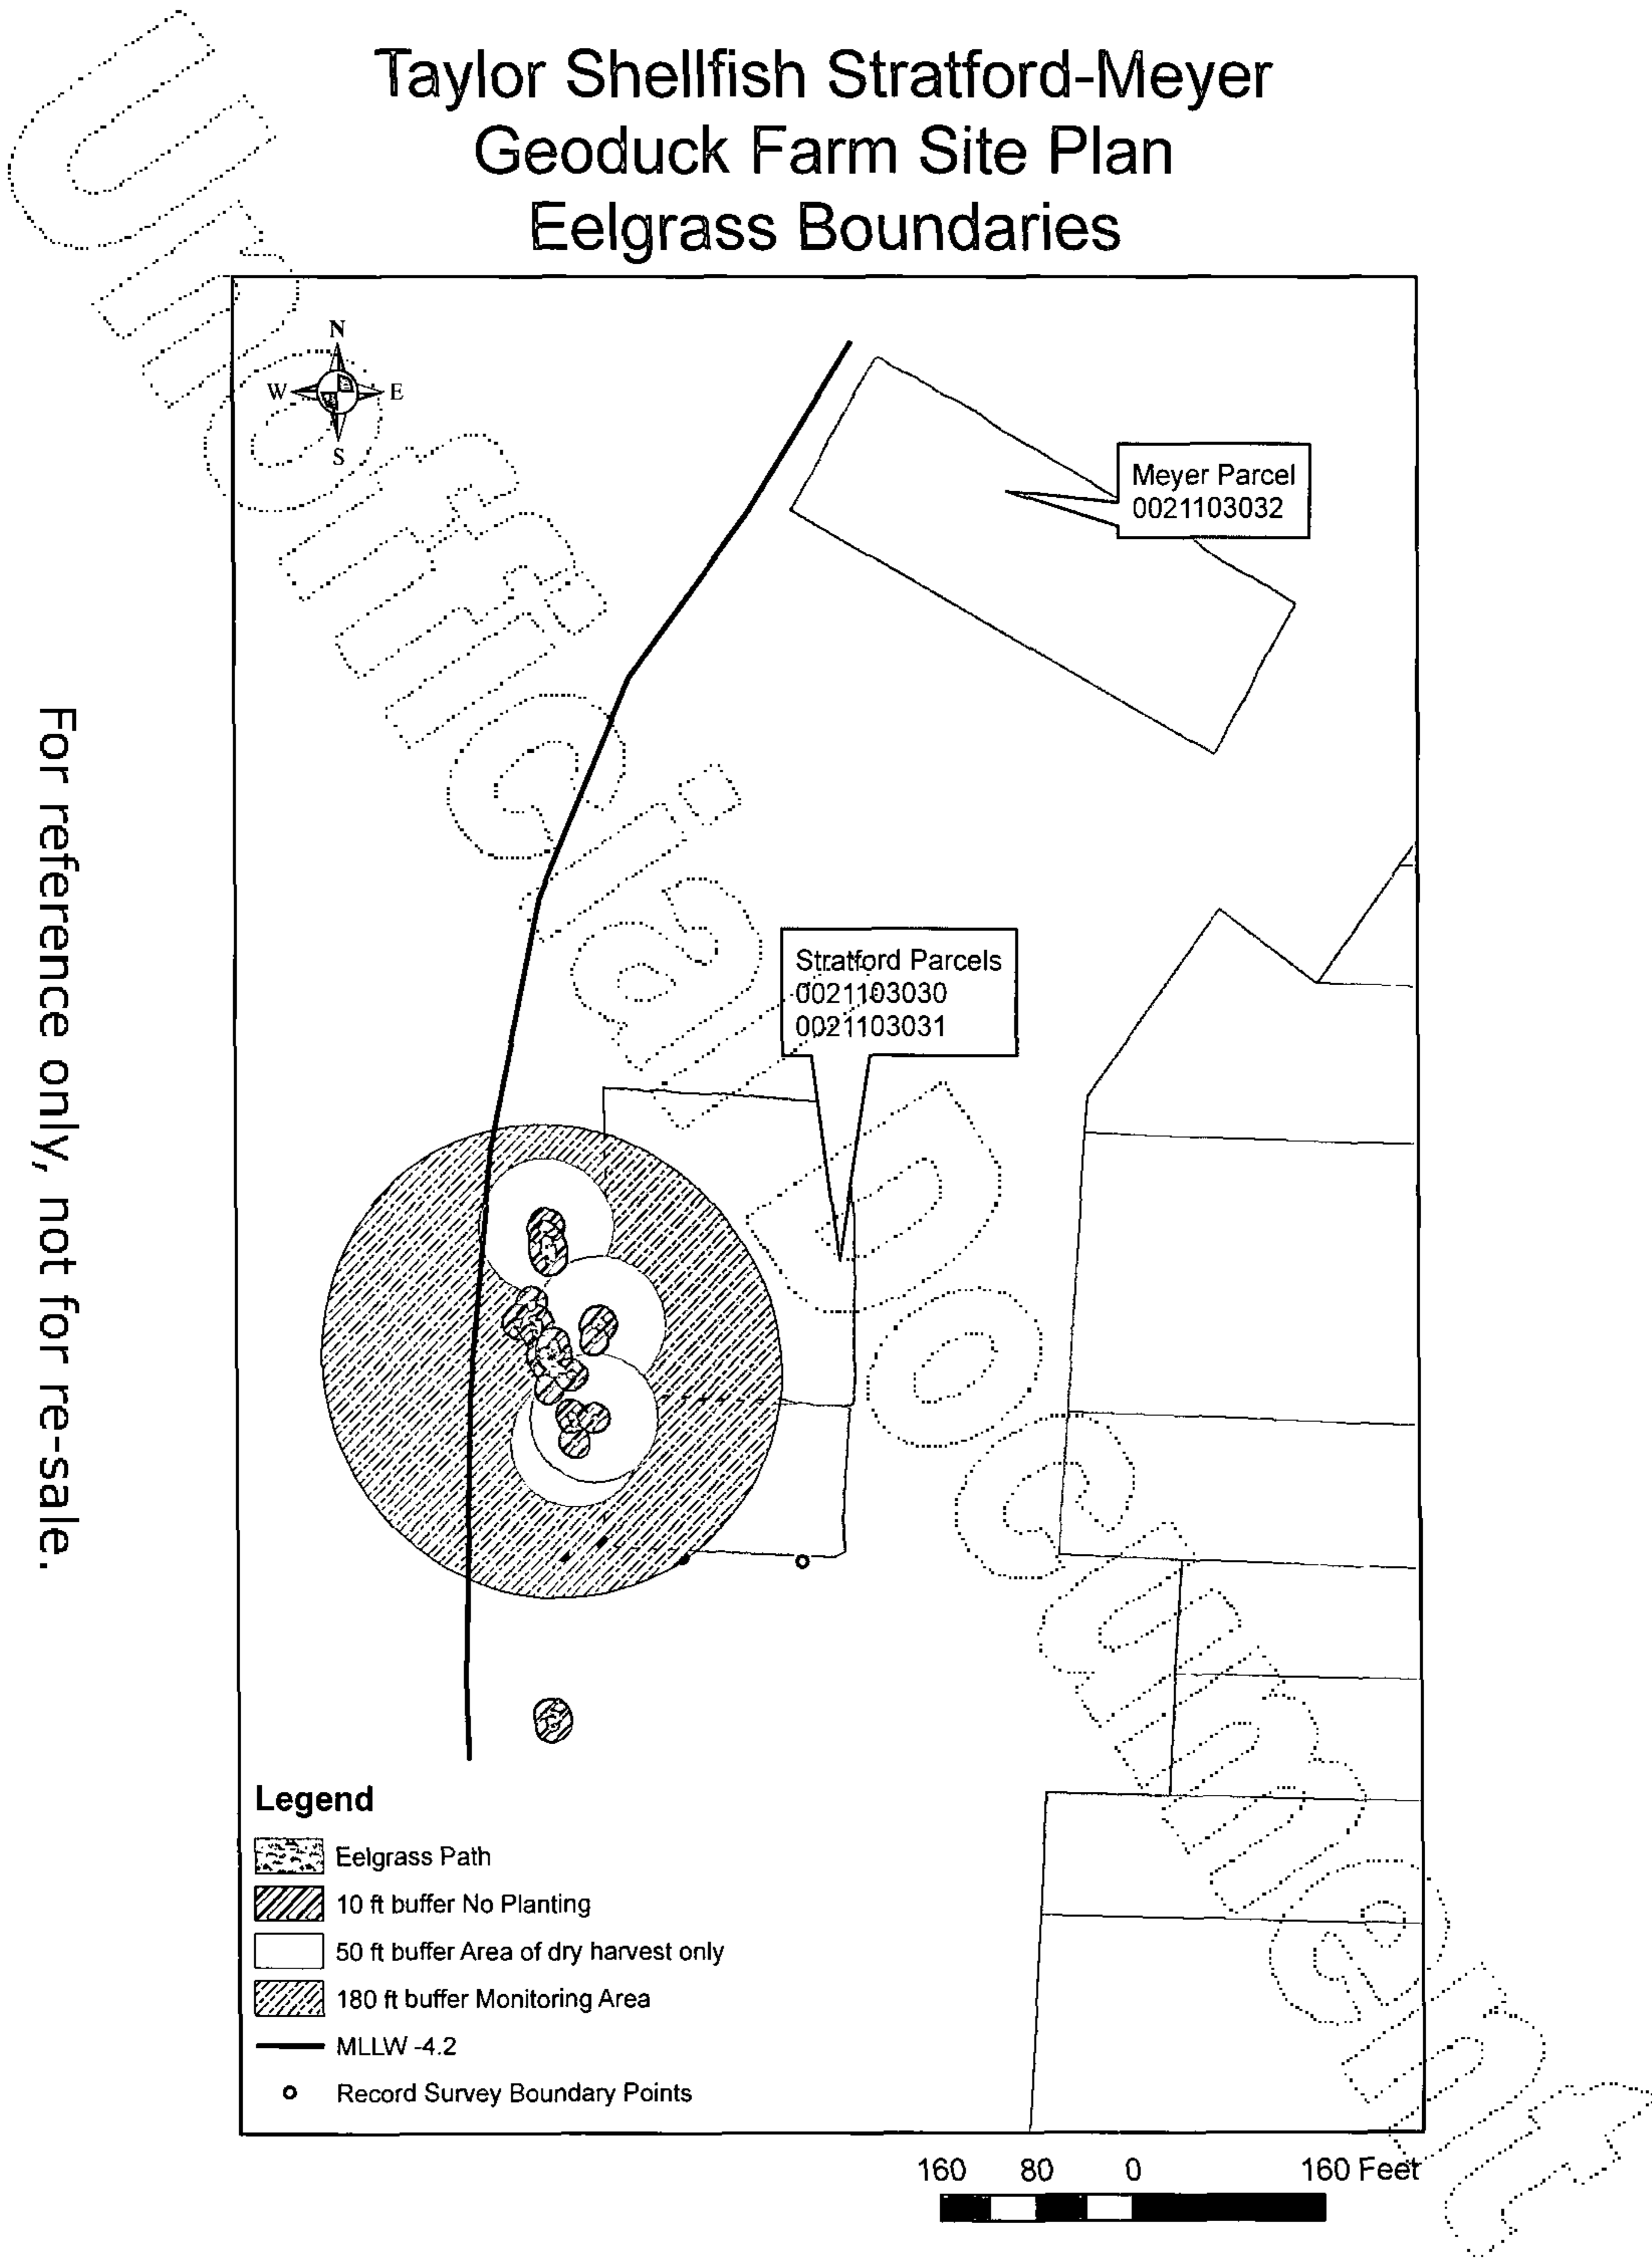 Taylor Shellfish Stratford-Meyer
Geoduck Farm Site Plan
Eelgrass Boundaries
N
W E
S
Meyer Parcel
0021103032
Stratford Parcels
0021103030
0021103031
Legend
Eelgrass Path
10 ft buffer No Planting
50 ft buffer Area of dry harvest only
180 ft buffer Monitoring Area
MLLW -4.2
Record Survey Boundary Points
160 80 0 160 Feet
For reference only, not for re-sale.
Unofficial Document